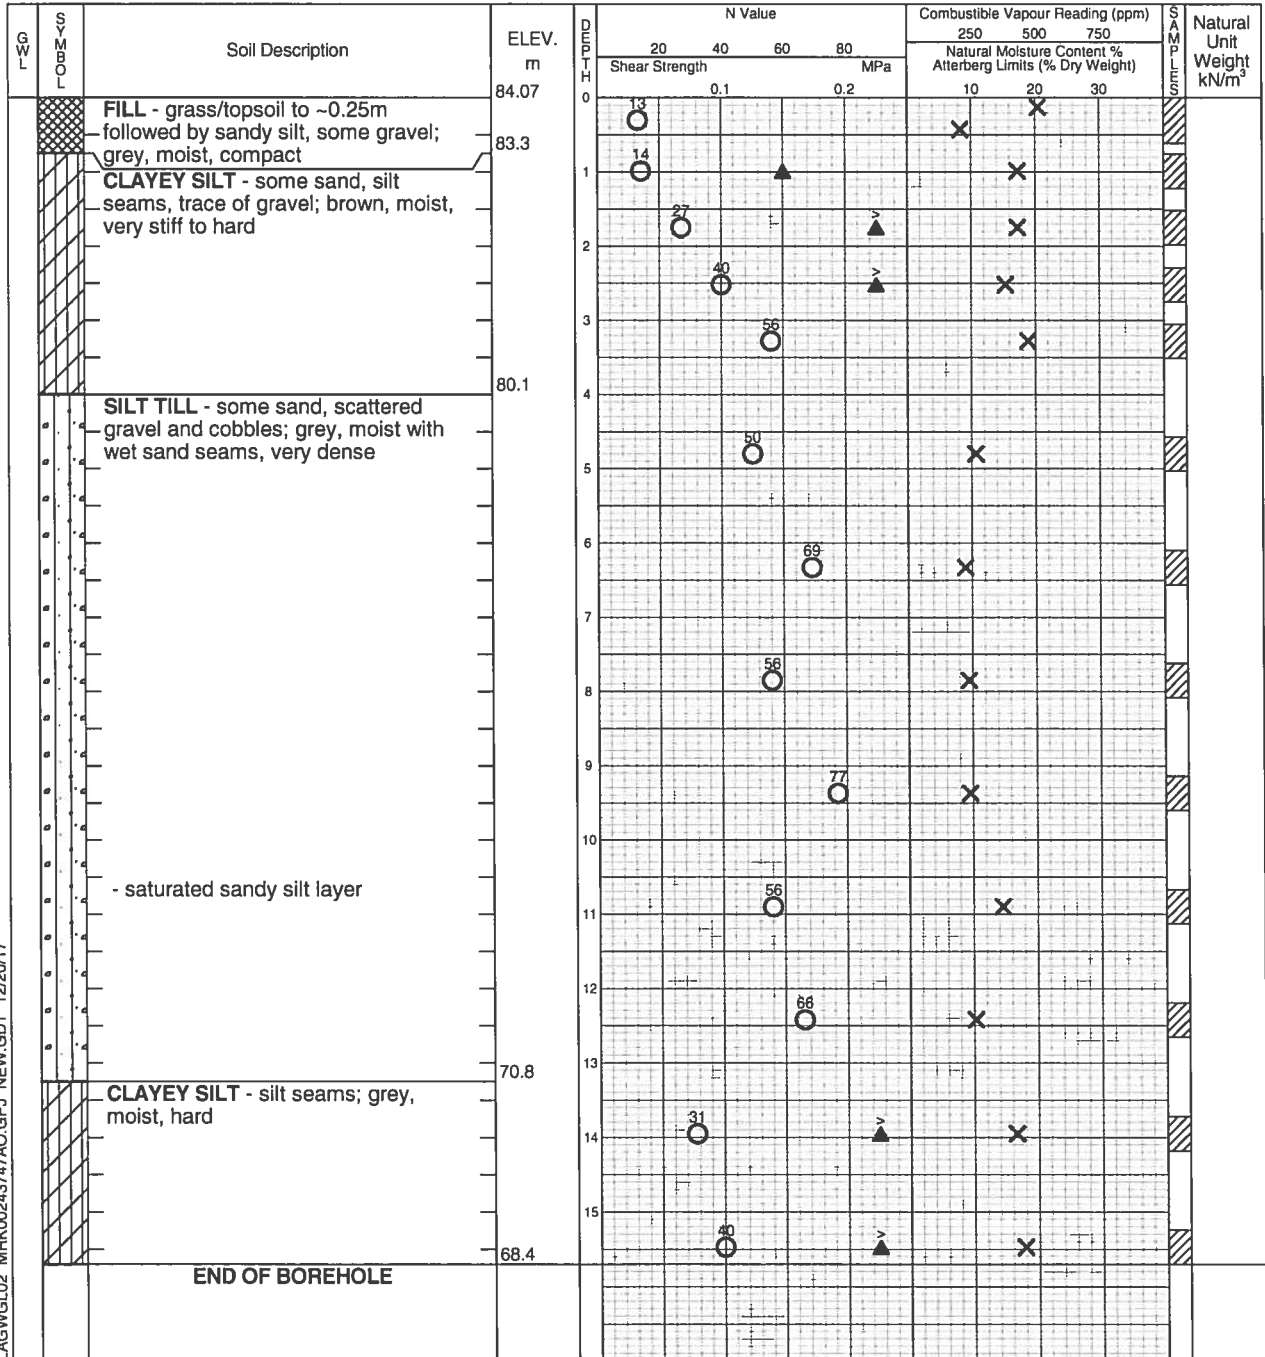 GWL
SYMBOL
Soil Description
ELEV.
m
84.07
DEPTH
N Value
20 40 60 80
Shear Strength MPa
0.1 0.2
Combustible Vapour Reading (ppm)
250 500 750
Natural Moisture Content %
Atterberg Limits (% Dry Weight)
10 20 30
SAMPLES
Natural
Unit
Weight
kN/m³
0
FILL - grass/topsoil to ~0.25m
followed by sandy silt, some gravel;
grey, moist, compact
83.3
13
CLAYEY SILT - some sand, silt
seams, trace of gravel; brown, moist,
very stiff to hard
14
1
27
2
40
3
56
80.1
4
SILT TILL - some sand, scattered
gravel and cobbles; grey, moist with
wet sand seams, very dense
50
5
6
69
7
56
8
9
77
10
- saturated sandy silt layer
56
11
12
66
13
70.8
CLAYEY SILT - silt seams; grey,
moist, hard
31
14
15
40
68.4
END OF BOREHOLE